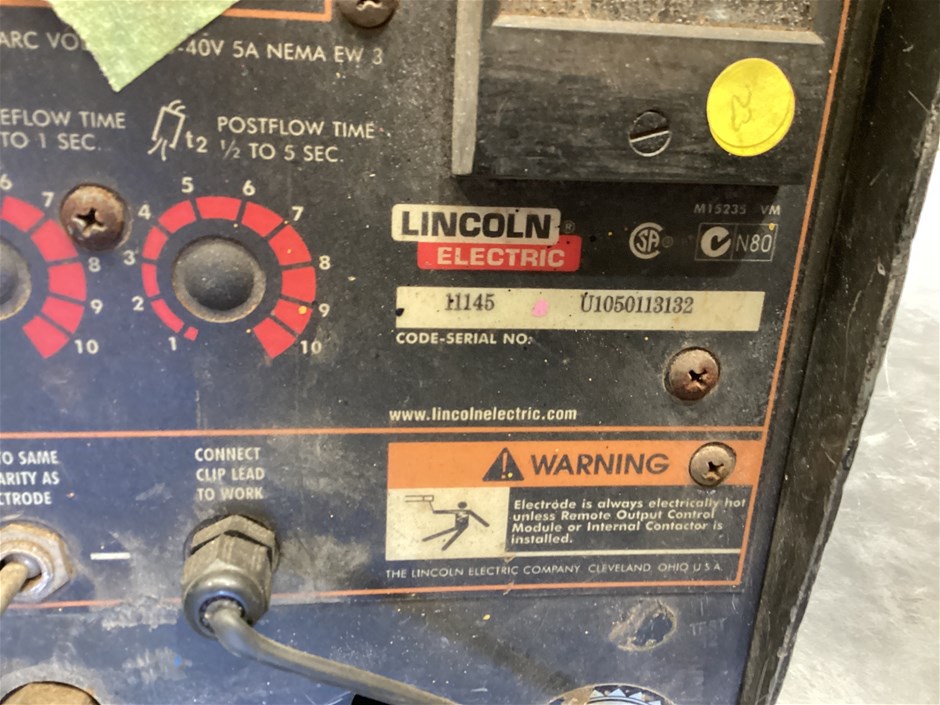 ARC VO -40V 5A NEMA EW 3
EFLOW TIME
TO 1 SEC.
t2 POSTFLOW TIME
1/2 TO 5 SEC.
6 7 8 9 10
1 2 3 4 5 6 7 8 9 10
M15235 VM
LINCOLN®
ELECTRIC
CSA®
N80
11145 U1050113132
CODE-SERIAL NO:
www.lincolnelectric.com
TO SAME
ARITY AS
CTRODE
CONNECT
CLIP LEAD
TO WORK
WARNING
Electrode is always electrically hot
unless Remote Output Control
Module or Internal Contactor is
installed.
THE LINCOLN ELECTRIC COMPANY, CLEVELAND, OHIO U.S.A.
TEST